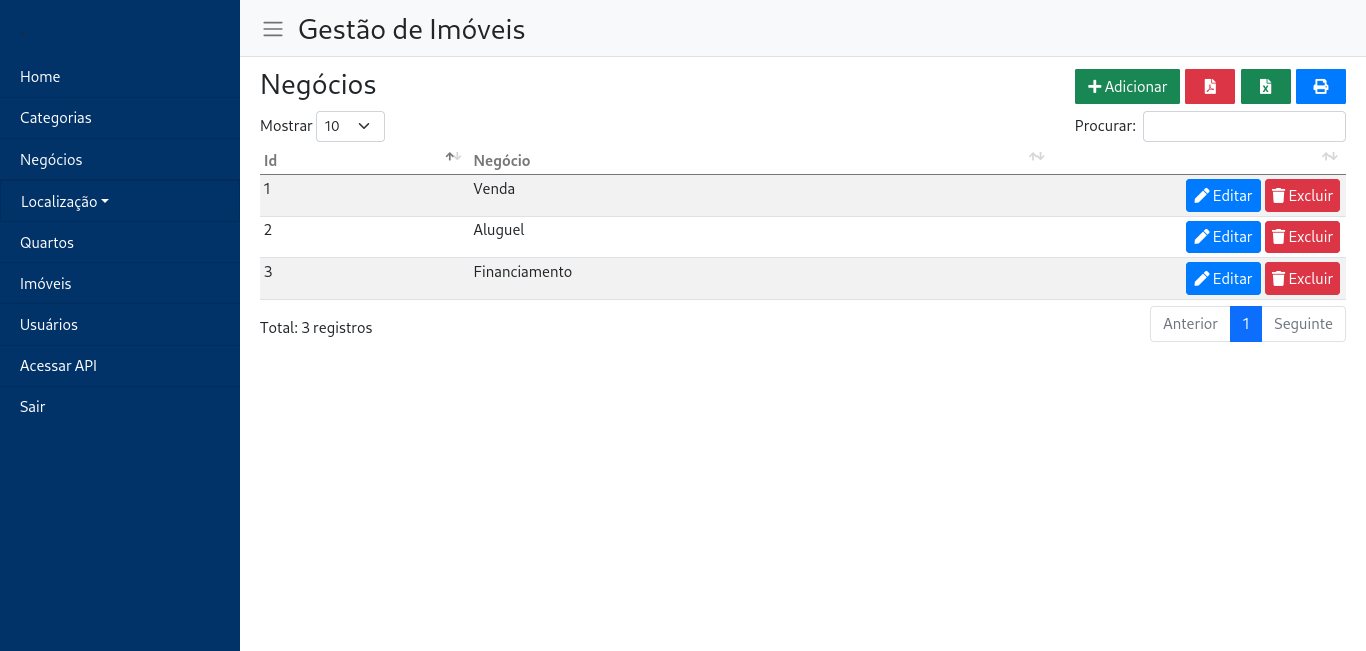 Gestão de Imóveis
Home
Categorias
Negócios
Localização
Quartos
Imóveis
Usuários
Acessar API
Sair
Negócios
Adicionar
Mostrar 10
Procurar:
Id Negócio
1 Venda Editar Excluir
2 Aluguel Editar Excluir
3 Financiamento Editar Excluir
Total: 3 registros
Anterior 1 Seguinte